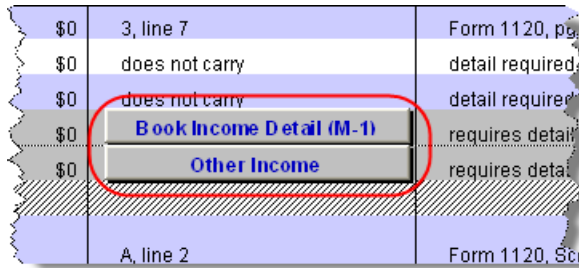 $0 3, line 7 Form 1120, pg
$0 does not carry detail required
$0 does not carry detail required
$0 Book Income Detail (M-1) requires detail
$0 Other Income requires detai
A, line 2 Form 1120, Sc